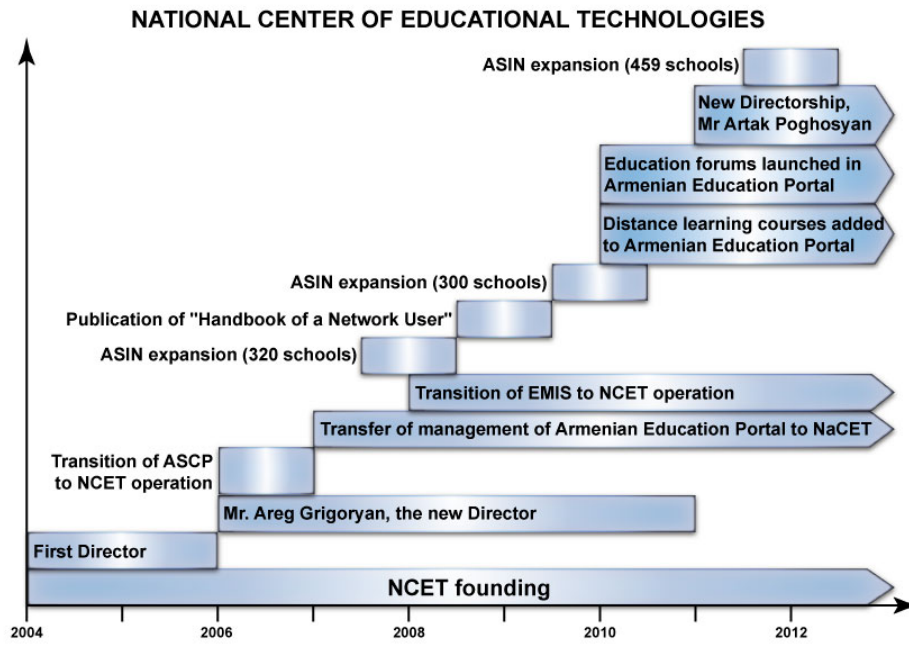 NATIONAL CENTER OF EDUCATIONAL TECHNOLOGIES
ASIN expansion (459 schools)
New Directorship,
Mr Artak Poghosyan
Education forums launched in
Armenian Education Portal
Distance learning courses added
to Armenian Education Portal
ASIN expansion (300 schools)
Publication of "Handbook of a Network User"
ASIN expansion (320 schools)
Transition of EMIS to NCET operation
Transfer of management of Armenian Education Portal to NaCET
Transition of ASCP
to NCET operation
Mr. Areg Grigoryan, the new Director
First Director
NCET founding
2004 2006 2008 2010 2012